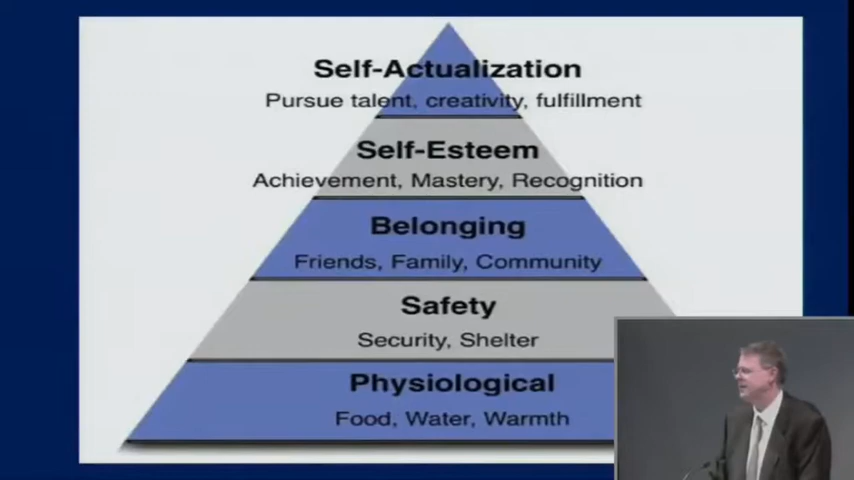 Self-Actualization
Pursue talent, creativity, fulfillment
Self-Esteem
Achievement, Mastery, Recognition
Belonging
Friends, Family, Community
Safety
Security, Shelter
Physiological
Food, Water, Warmth